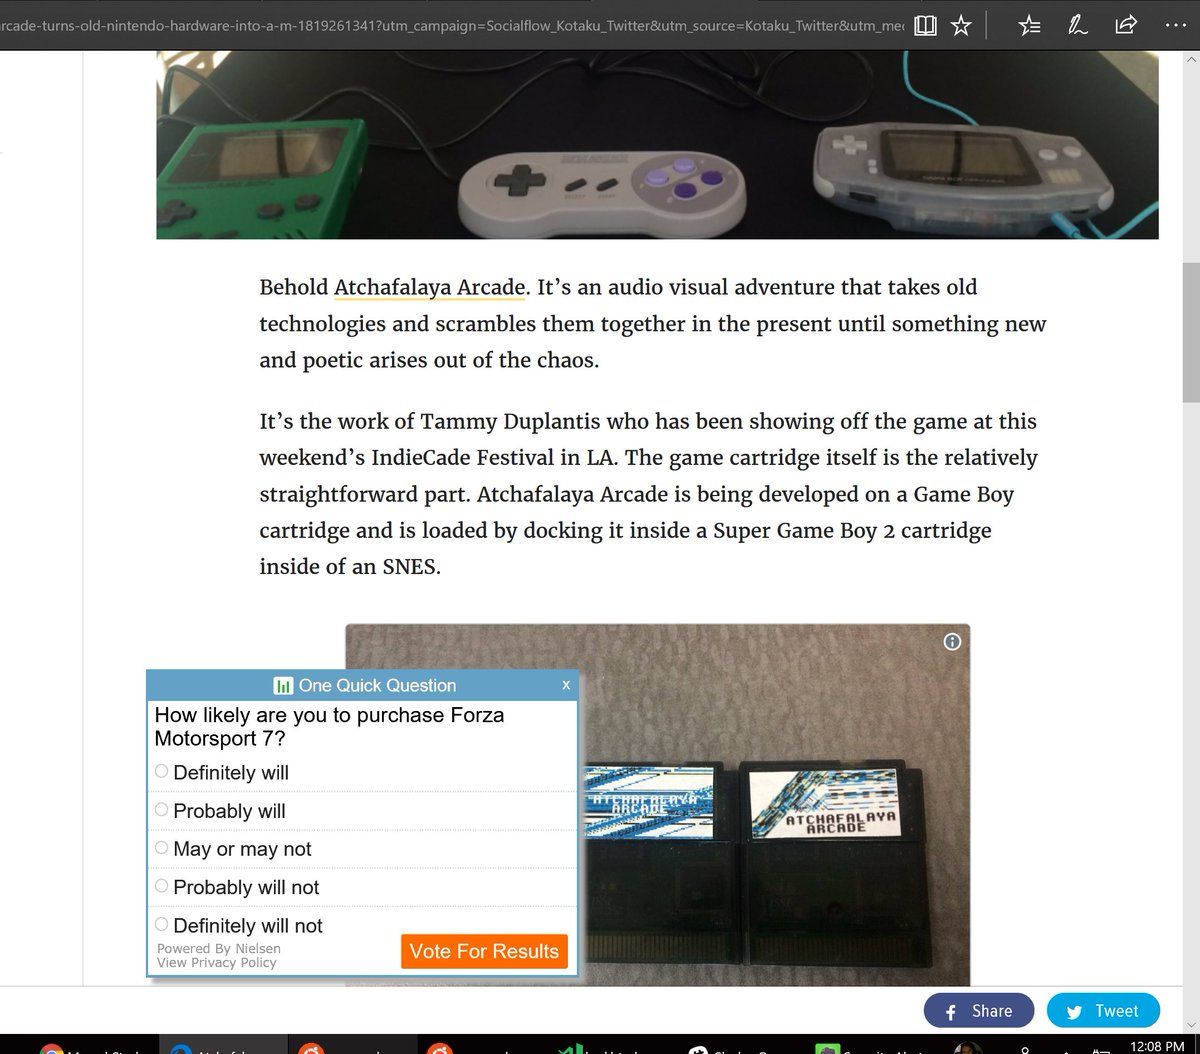 arcade-turns-old-nintendo-hardware-into-a-m-1819261341?utm_campaign=Socialflow_Kotaku_Twitter&utm_source=Kotaku_Twitter&utm_med
Behold Atchafalaya Arcade. It’s an audio visual adventure that takes old
technologies and scrambles them together in the present until something new
and poetic arises out of the chaos.
It’s the work of Tammy Duplantis who has been showing off the game at this
weekend’s IndieCade Festival in LA. The game cartridge itself is the relatively
straightforward part. Atchafalaya Arcade is being developed on a Game Boy
cartridge and is loaded by docking it inside a Super Game Boy 2 cartridge
inside of an SNES.
One Quick Question
x
How likely are you to purchase Forza
Motorsport 7?
Definitely will
Probably will
May or may not
Probably will not
Definitely will not
Powered By Nielsen
View Privacy Policy
Vote For Results
ATCHAFALAYA
ARCADE
ATCHAFALAYA
ARCADE
Share
Tweet
12:08 PM